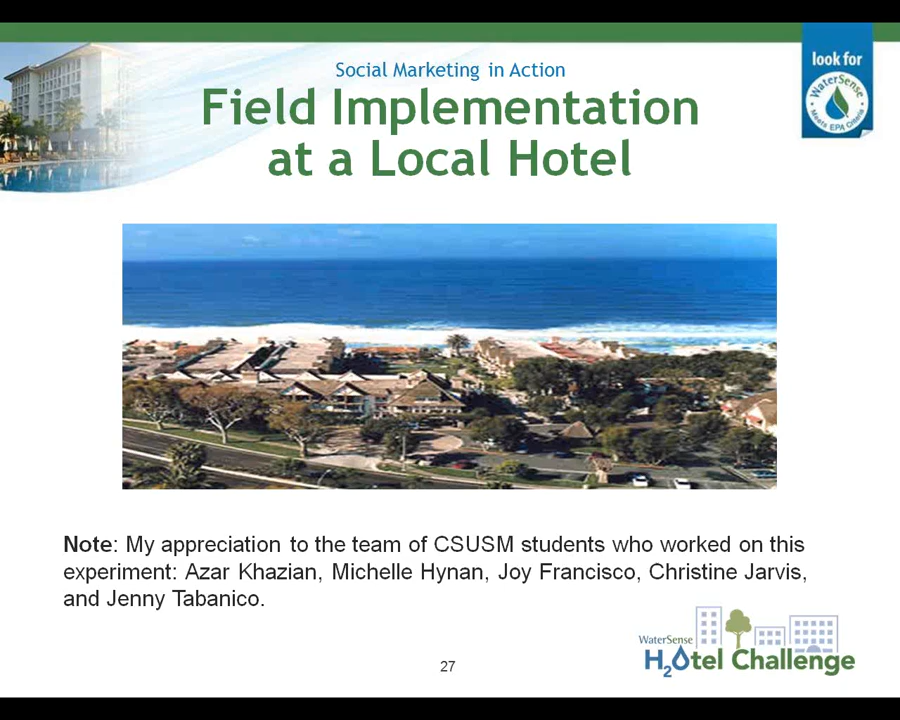 look for
WaterSense
Meets EPA Criteria
Social Marketing in Action
Field Implementation
at a Local Hotel
Note: My appreciation to the team of CSUSM students who worked on this
experiment: Azar Khazian, Michelle Hynan, Joy Francisco, Christine Jarvis,
and Jenny Tabanico.
WaterSense
H2Otel Challenge
27